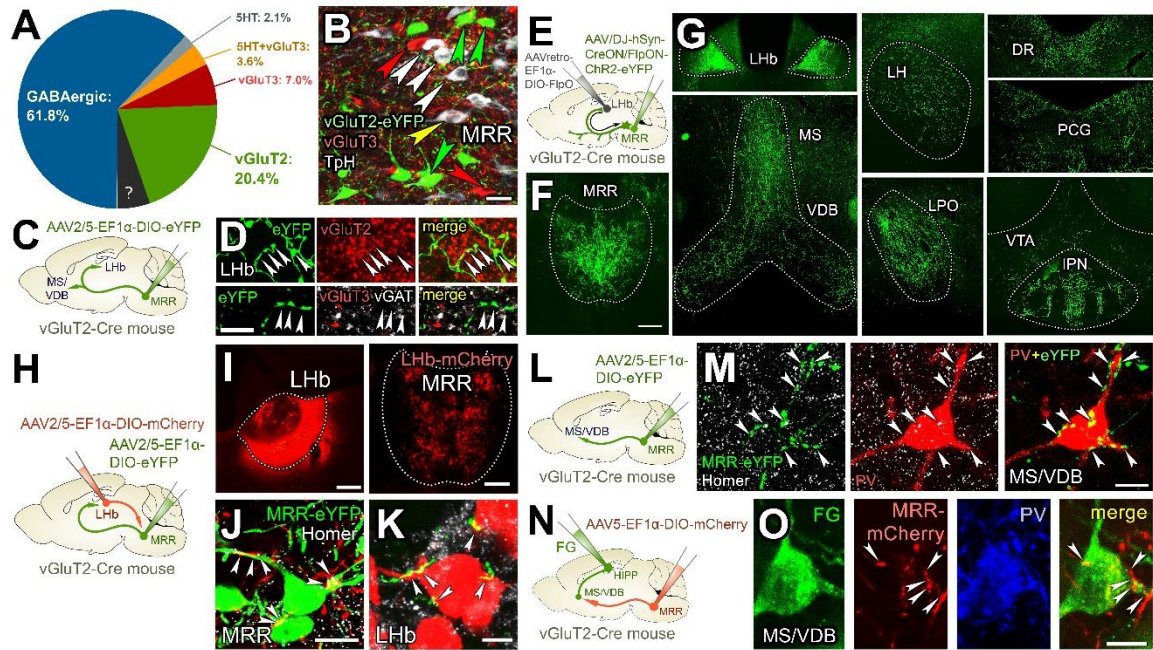 A
5HT: 2.1%
5HT+vGluT3:
3.6%
vGluT3: 7.0%
GABAergic:
61.8%
vGluT2:
20.4%
?
B
vGluT2-eYFP
vGluT3
TpH
MRR
C
AAV2/5-EF1α-DIO-eYFP
LHb
MS/
VDB
MRR
vGluT2-Cre mouse
D
eYFP
vGluT2
merge
LHb
eYFP
vGluT3 vGAT
merge
E
AAV/DJ-hSyn-
CreON/FlpON-
ChR2-eYFP
AAVretro-
EF1α-
DIO-FlpO
LHb
MRR
vGluT2-Cre mouse
F
MRR
G
LHb
MS
VDB
LH
LPO
DR
PCG
VTA
IPN
H
AAV2/5-EF1α-DIO-mCherry
AAV2/5-EF1α-
DIO-eYFP
LHb
MRR
vGluT2-Cre mouse
I
LHb
LHb-mCherry
MRR
J
MRR-eYFP
Homer
MRR
K
LHb
L
AAV2/5-EF1α-
DIO-eYFP
MS/VDB
MRR
vGluT2-Cre mouse
M
MRR-eYFP
Homer
PV
PV+eYFP
MS/VDB
N
AAV5-EF1α-DIO-mCherry
FG
HIPP
MS/VDB
MRR
vGluT2-Cre mouse
O
FG
MS/VDB
MRR-
mCherry
PV
merge